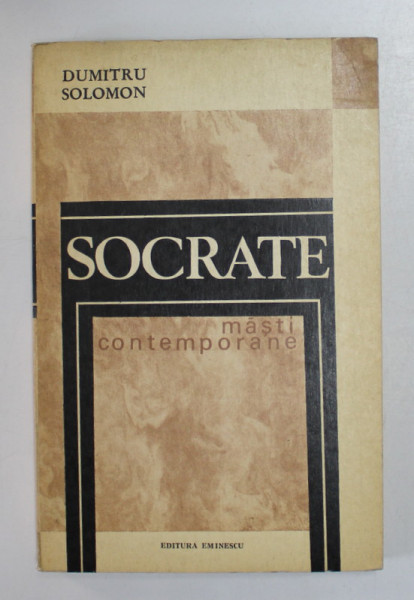 DUMITRU
SOLOMON
SOCRATE
măști
contemporane
EDITURA EMINESCU